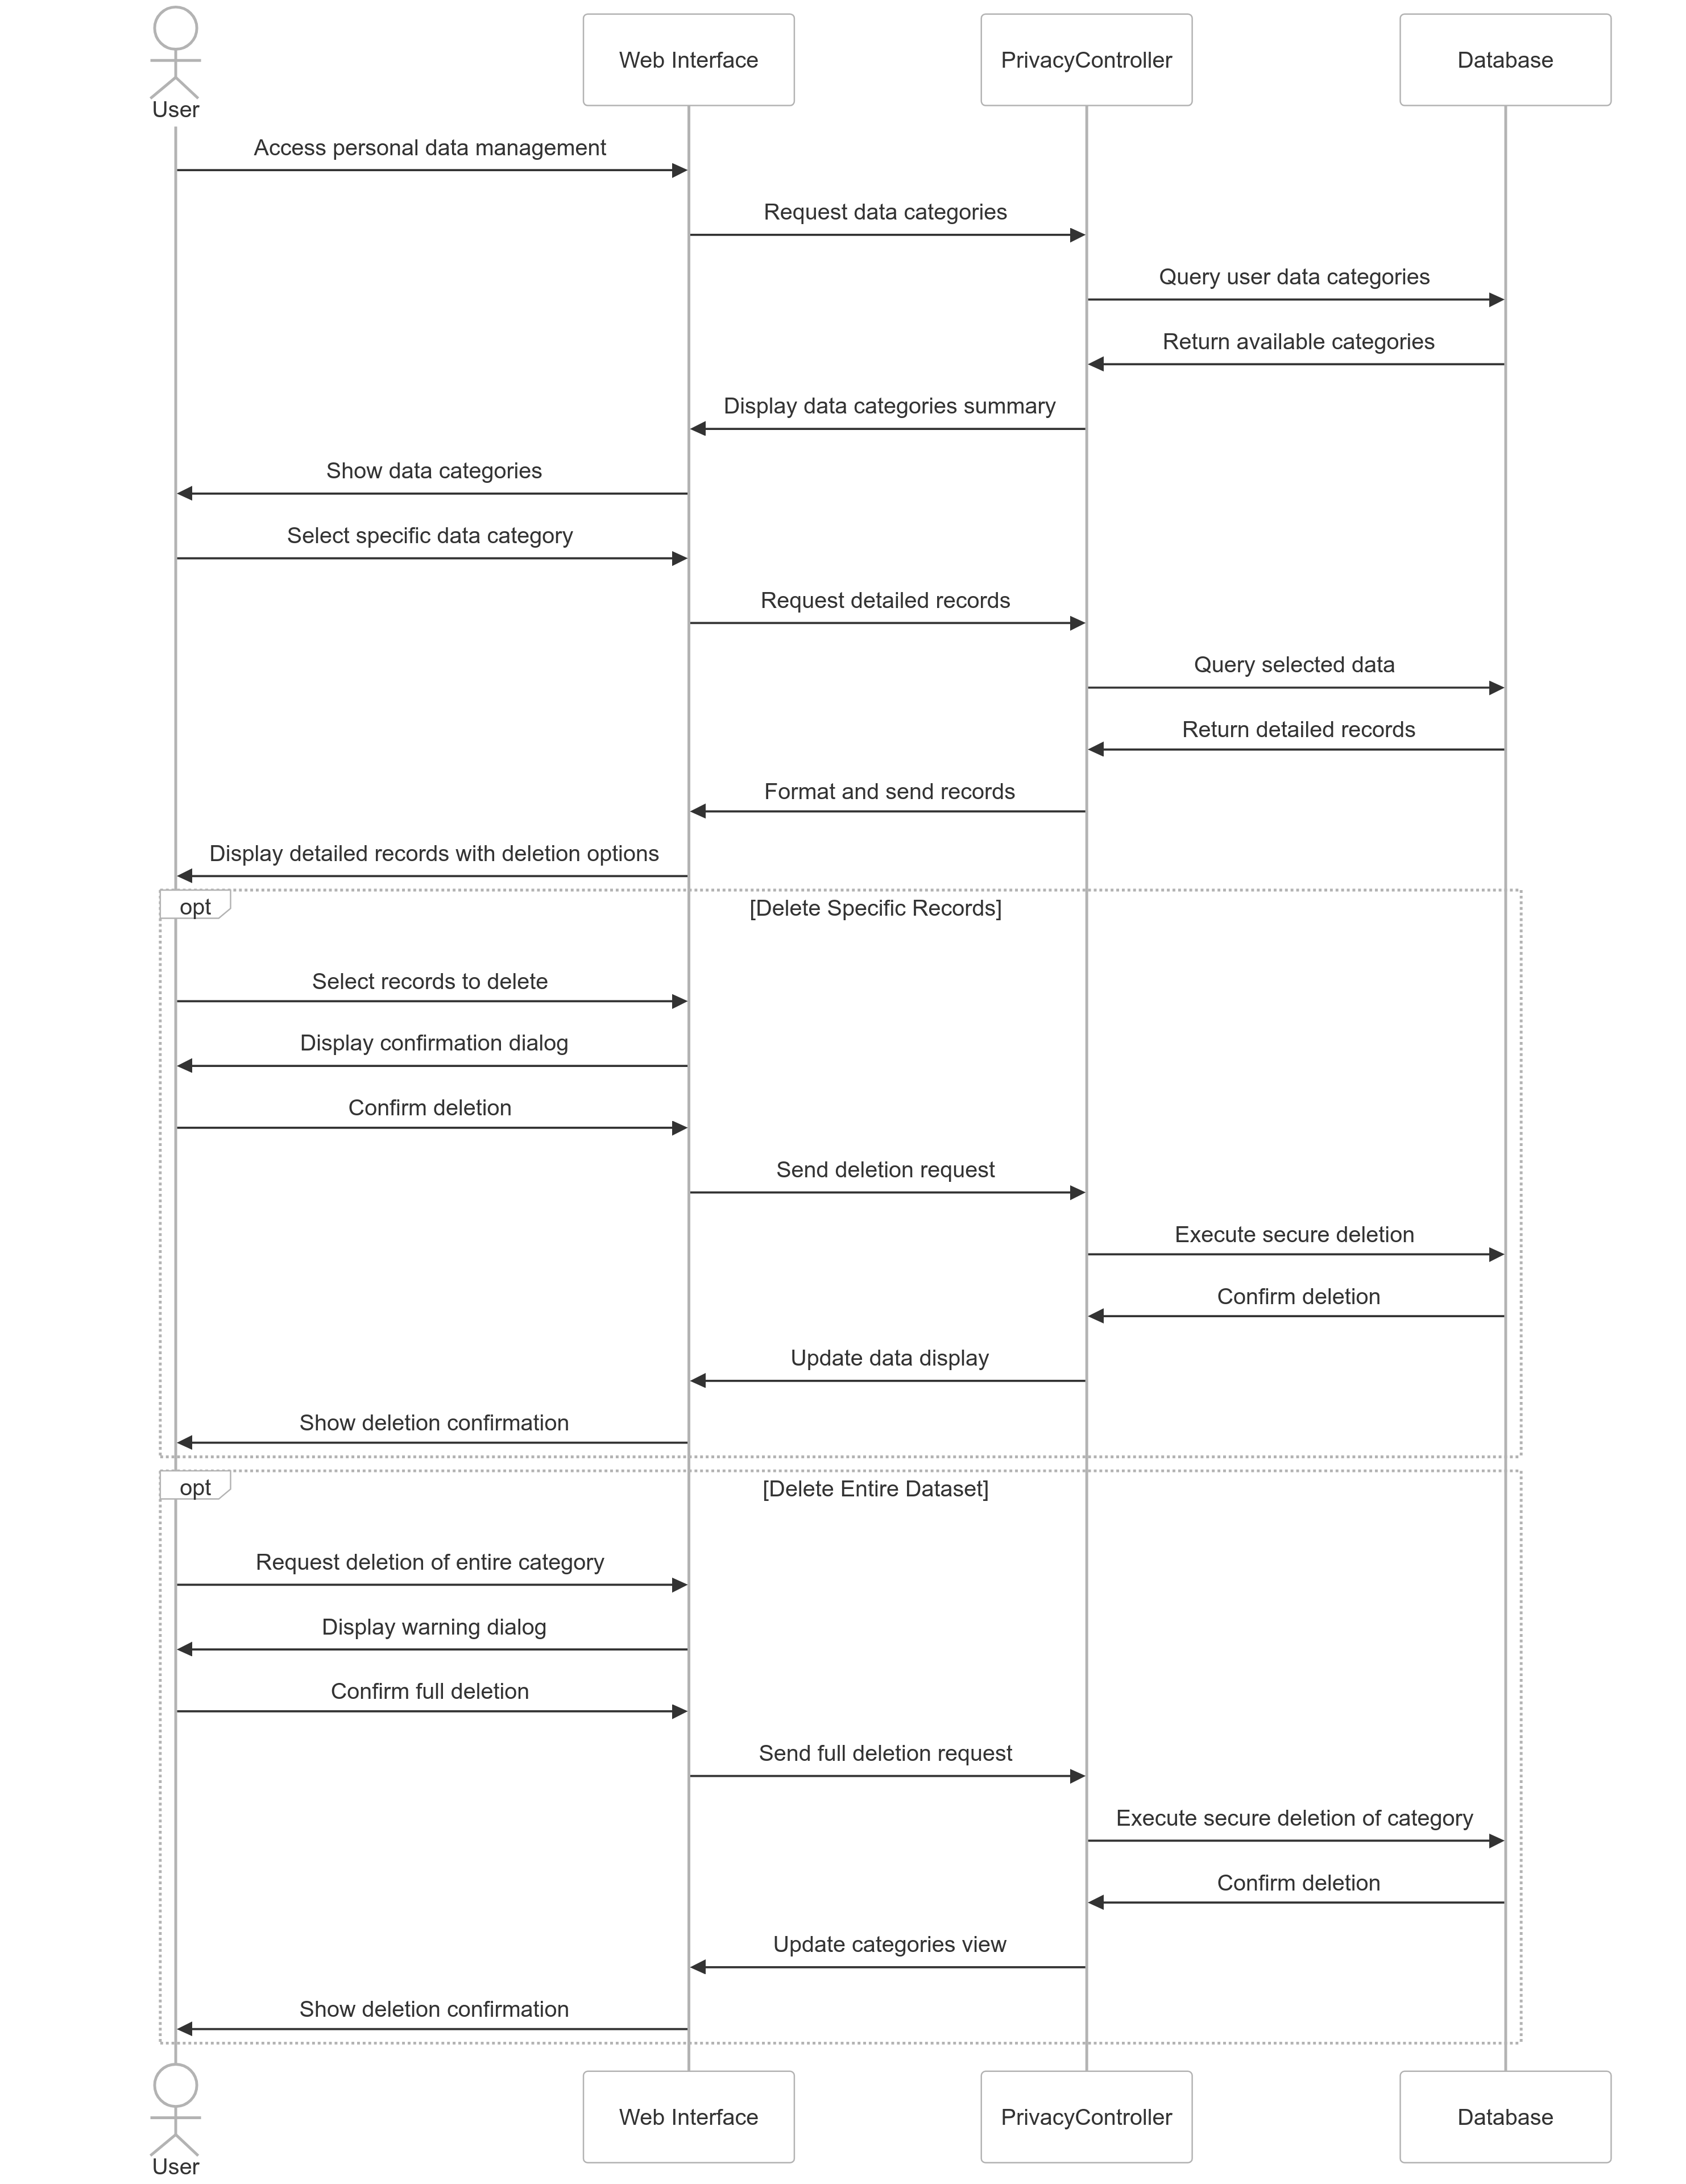 User
Web Interface
PrivacyController
Database
Access personal data management
Request data categories
Query user data categories
Return available categories
Display data categories summary
Show data categories
Select specific data category
Request detailed records
Query selected data
Return detailed records
Format and send records
Display detailed records with deletion options
opt
[Delete Specific Records]
Select records to delete
Display confirmation dialog
Confirm deletion
Send deletion request
Execute secure deletion
Confirm deletion
Update data display
Show deletion confirmation
opt
[Delete Entire Dataset]
Request deletion of entire category
Display warning dialog
Confirm full deletion
Send full deletion request
Execute secure deletion of category
Confirm deletion
Update categories view
Show deletion confirmation
User
Web Interface
PrivacyController
Database